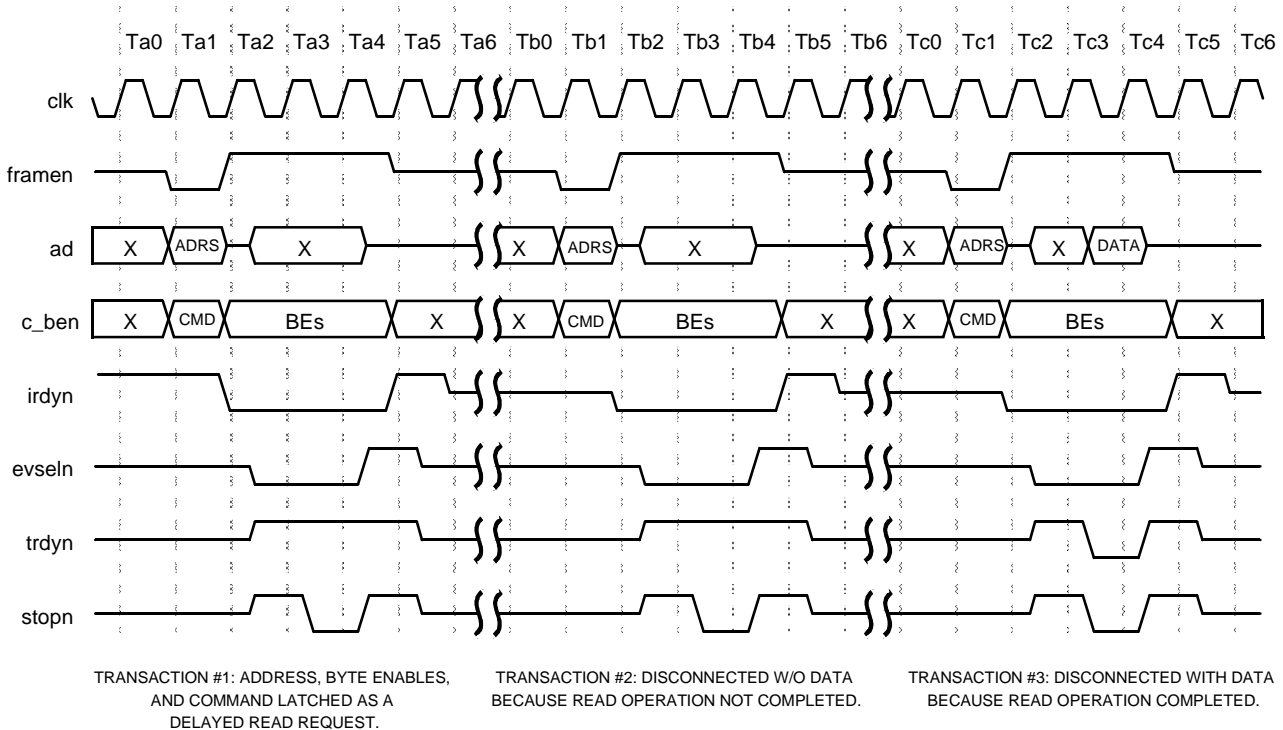 Ta0 Ta1 Ta2 Ta3 Ta4 Ta5 Ta6 Tb0 Tb1 Tb2 Tb3 Tb4 Tb5 Tb6 Tc0 Tc1 Tc2 Tc3 Tc4 Tc5 Tc6
clk
framen
ad X ADRS X X ADRS X X ADRS X DATA
c_ben X CMD BEs X X CMD BEs X X CMD BEs X
irdyn
evseln
trdyn
stopn
TRANSACTION #1: ADDRESS, BYTE ENABLES,
AND COMMAND LATCHED AS A
DELAYED READ REQUEST.
TRANSACTION #2: DISCONNECTED W/O DATA
BECAUSE READ OPERATION NOT COMPLETED.
TRANSACTION #3: DISCONNECTED WITH DATA
BECAUSE READ OPERATION COMPLETED.